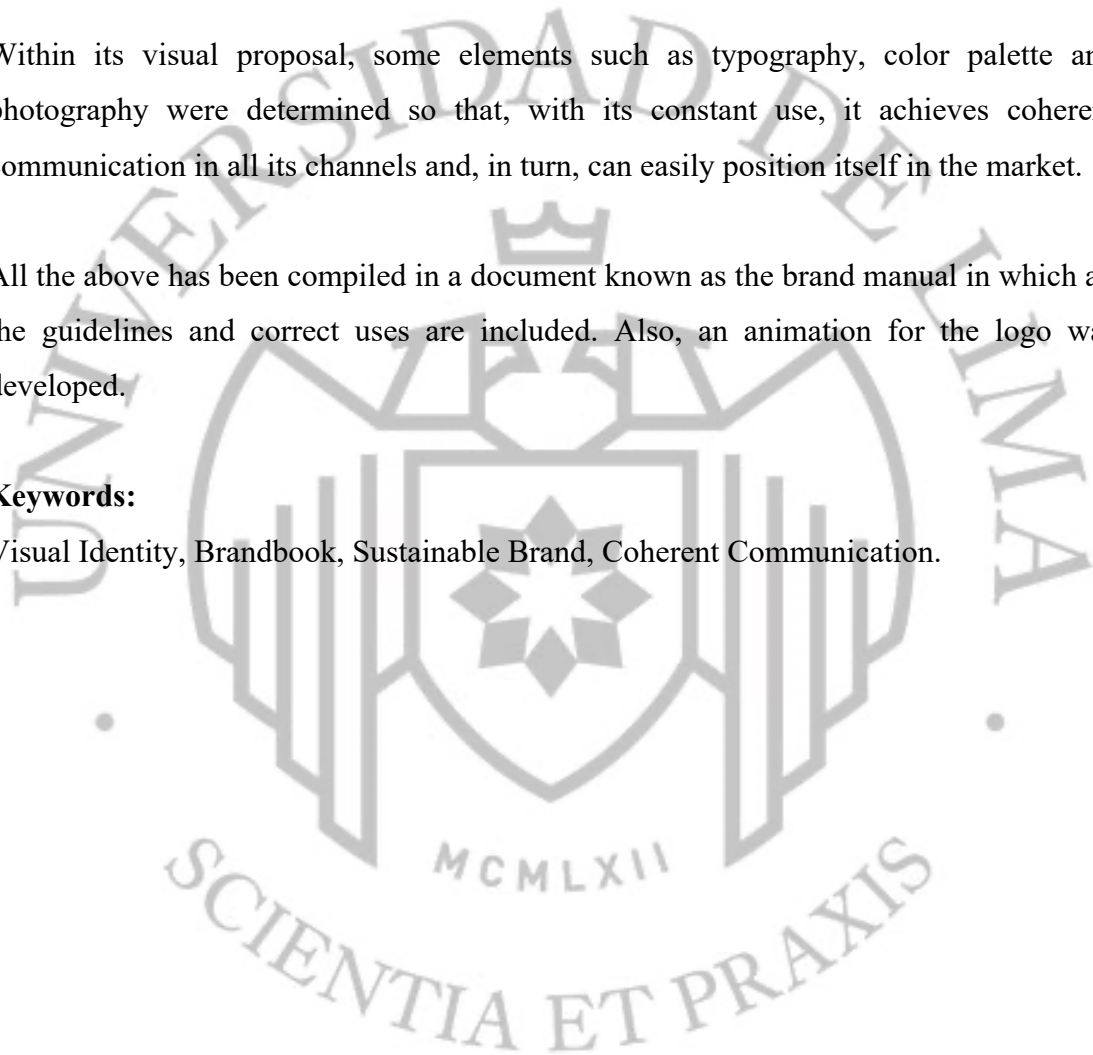 Within its visual proposal, some elements such as typography, color palette an
photography were determined so that, with its constant use, it achieves coheren
communication in all its channels and, in turn, can easily position itself in the market.
All the above has been compiled in a document known as the brand manual in which a
the guidelines and correct uses are included. Also, an animation for the logo wa
developed.
Keywords:
Visual Identity, Brandbook, Sustainable Brand, Coherent Communication.
UNIVERSIDAD DE LIMA
MCMLXII
SCIENTIA ET PRAXIS